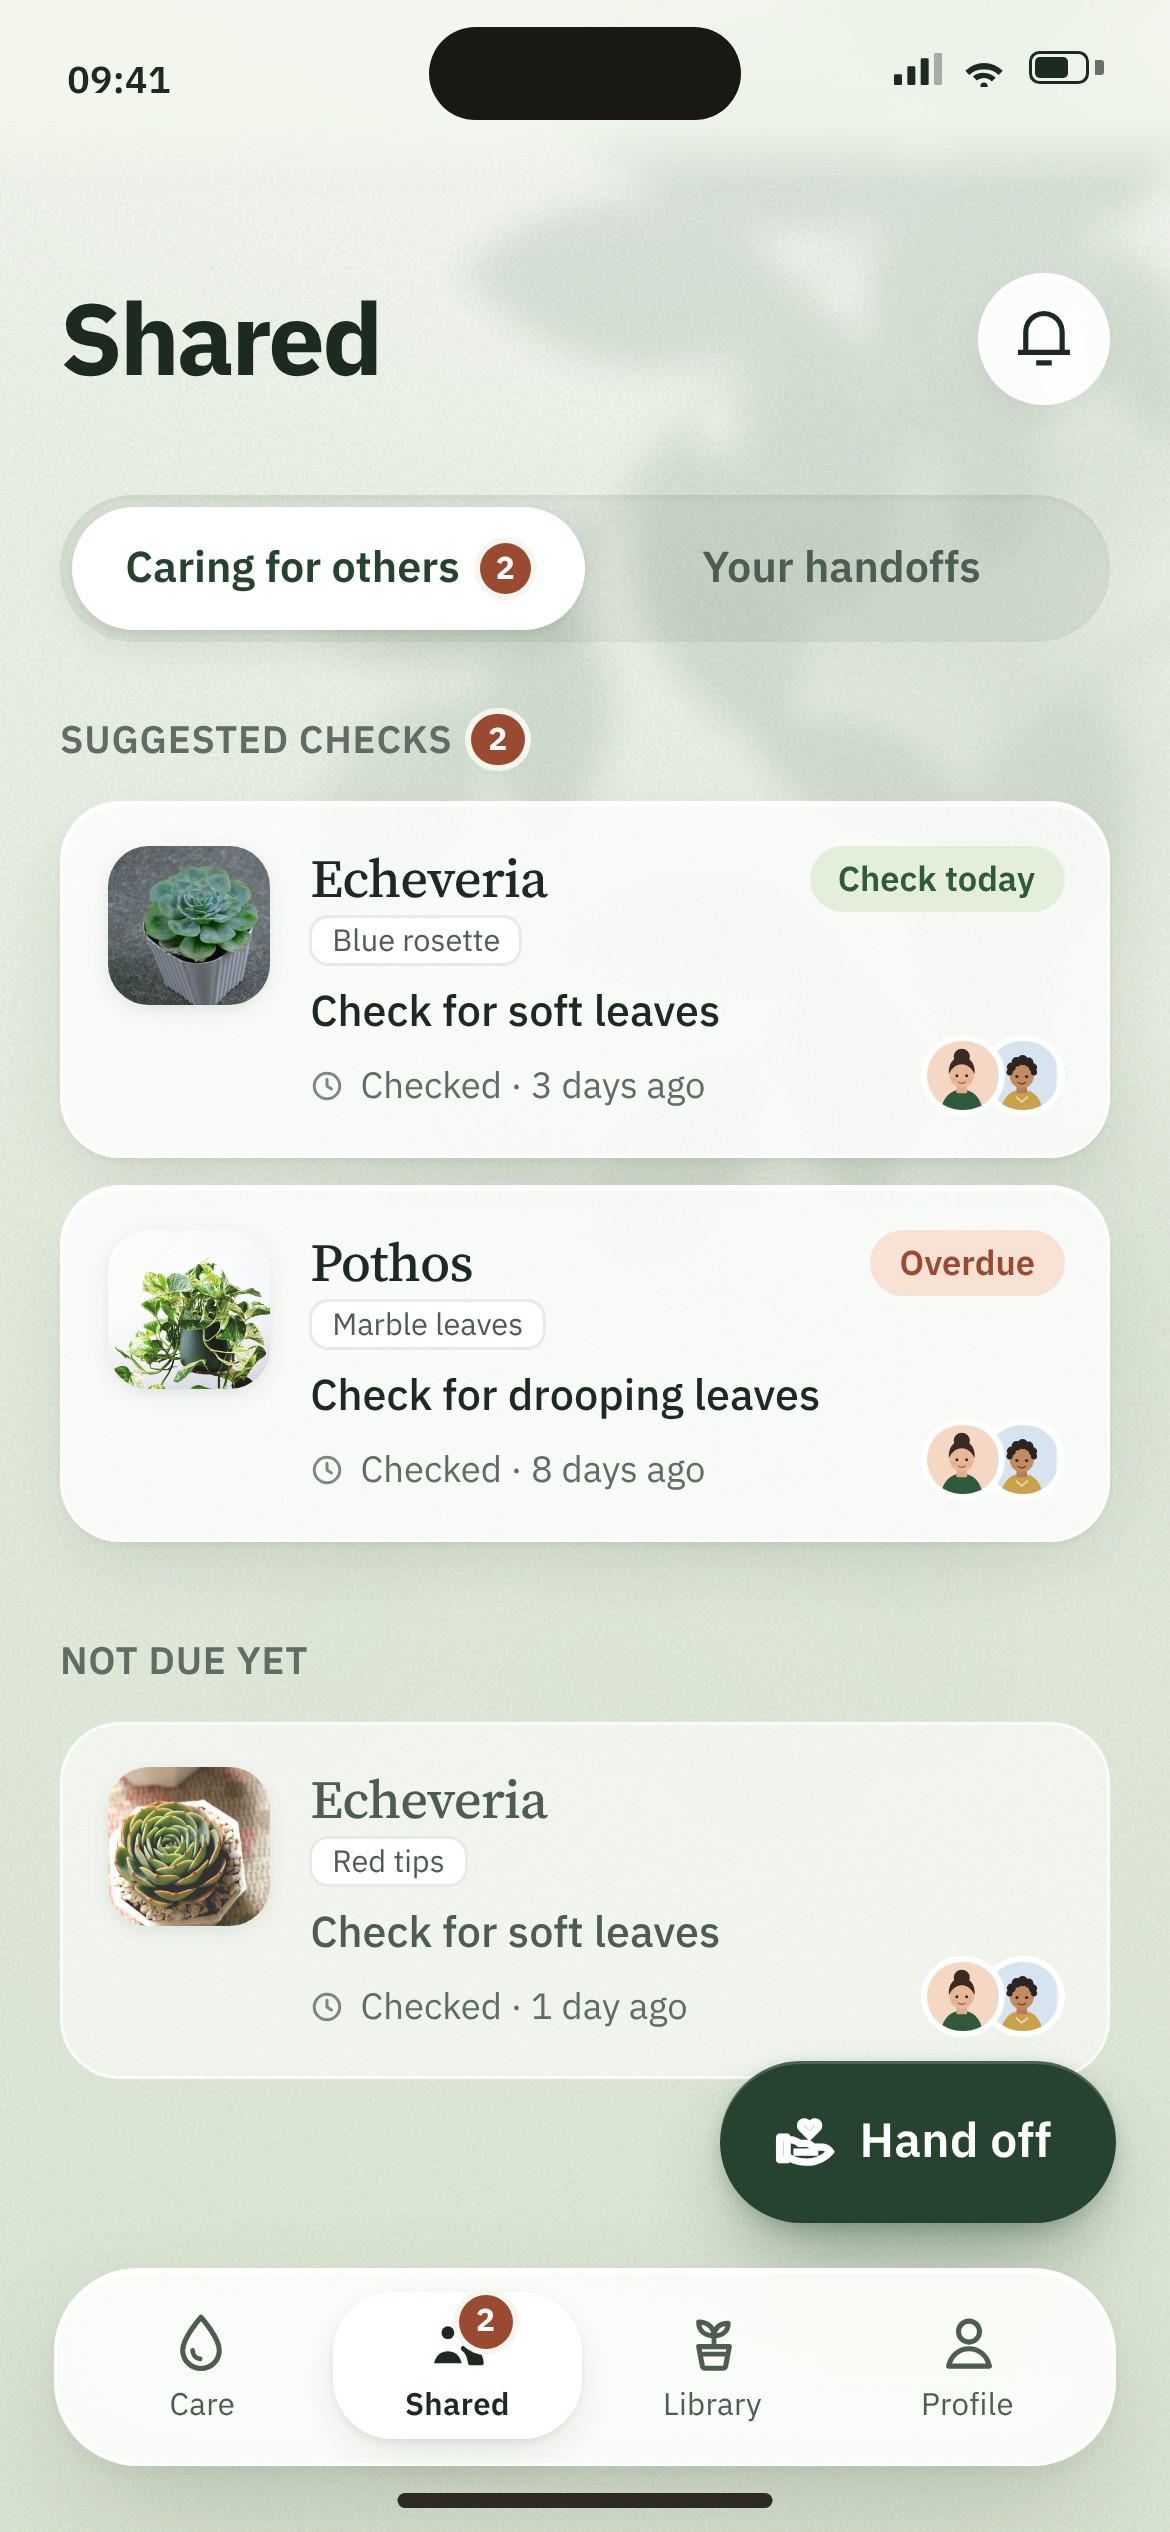 09:41
Shared
Caring for others 2
Your handoffs
SUGGESTED CHECKS 2
Echeveria
Check today
Blue rosette
Check for soft leaves
Checked · 3 days ago
Pothos
Overdue
Marble leaves
Check for drooping leaves
Checked · 8 days ago
NOT DUE YET
Echeveria
Red tips
Check for soft leaves
Checked · 1 day ago
Hand off
2
Care
Shared
Library
Profile